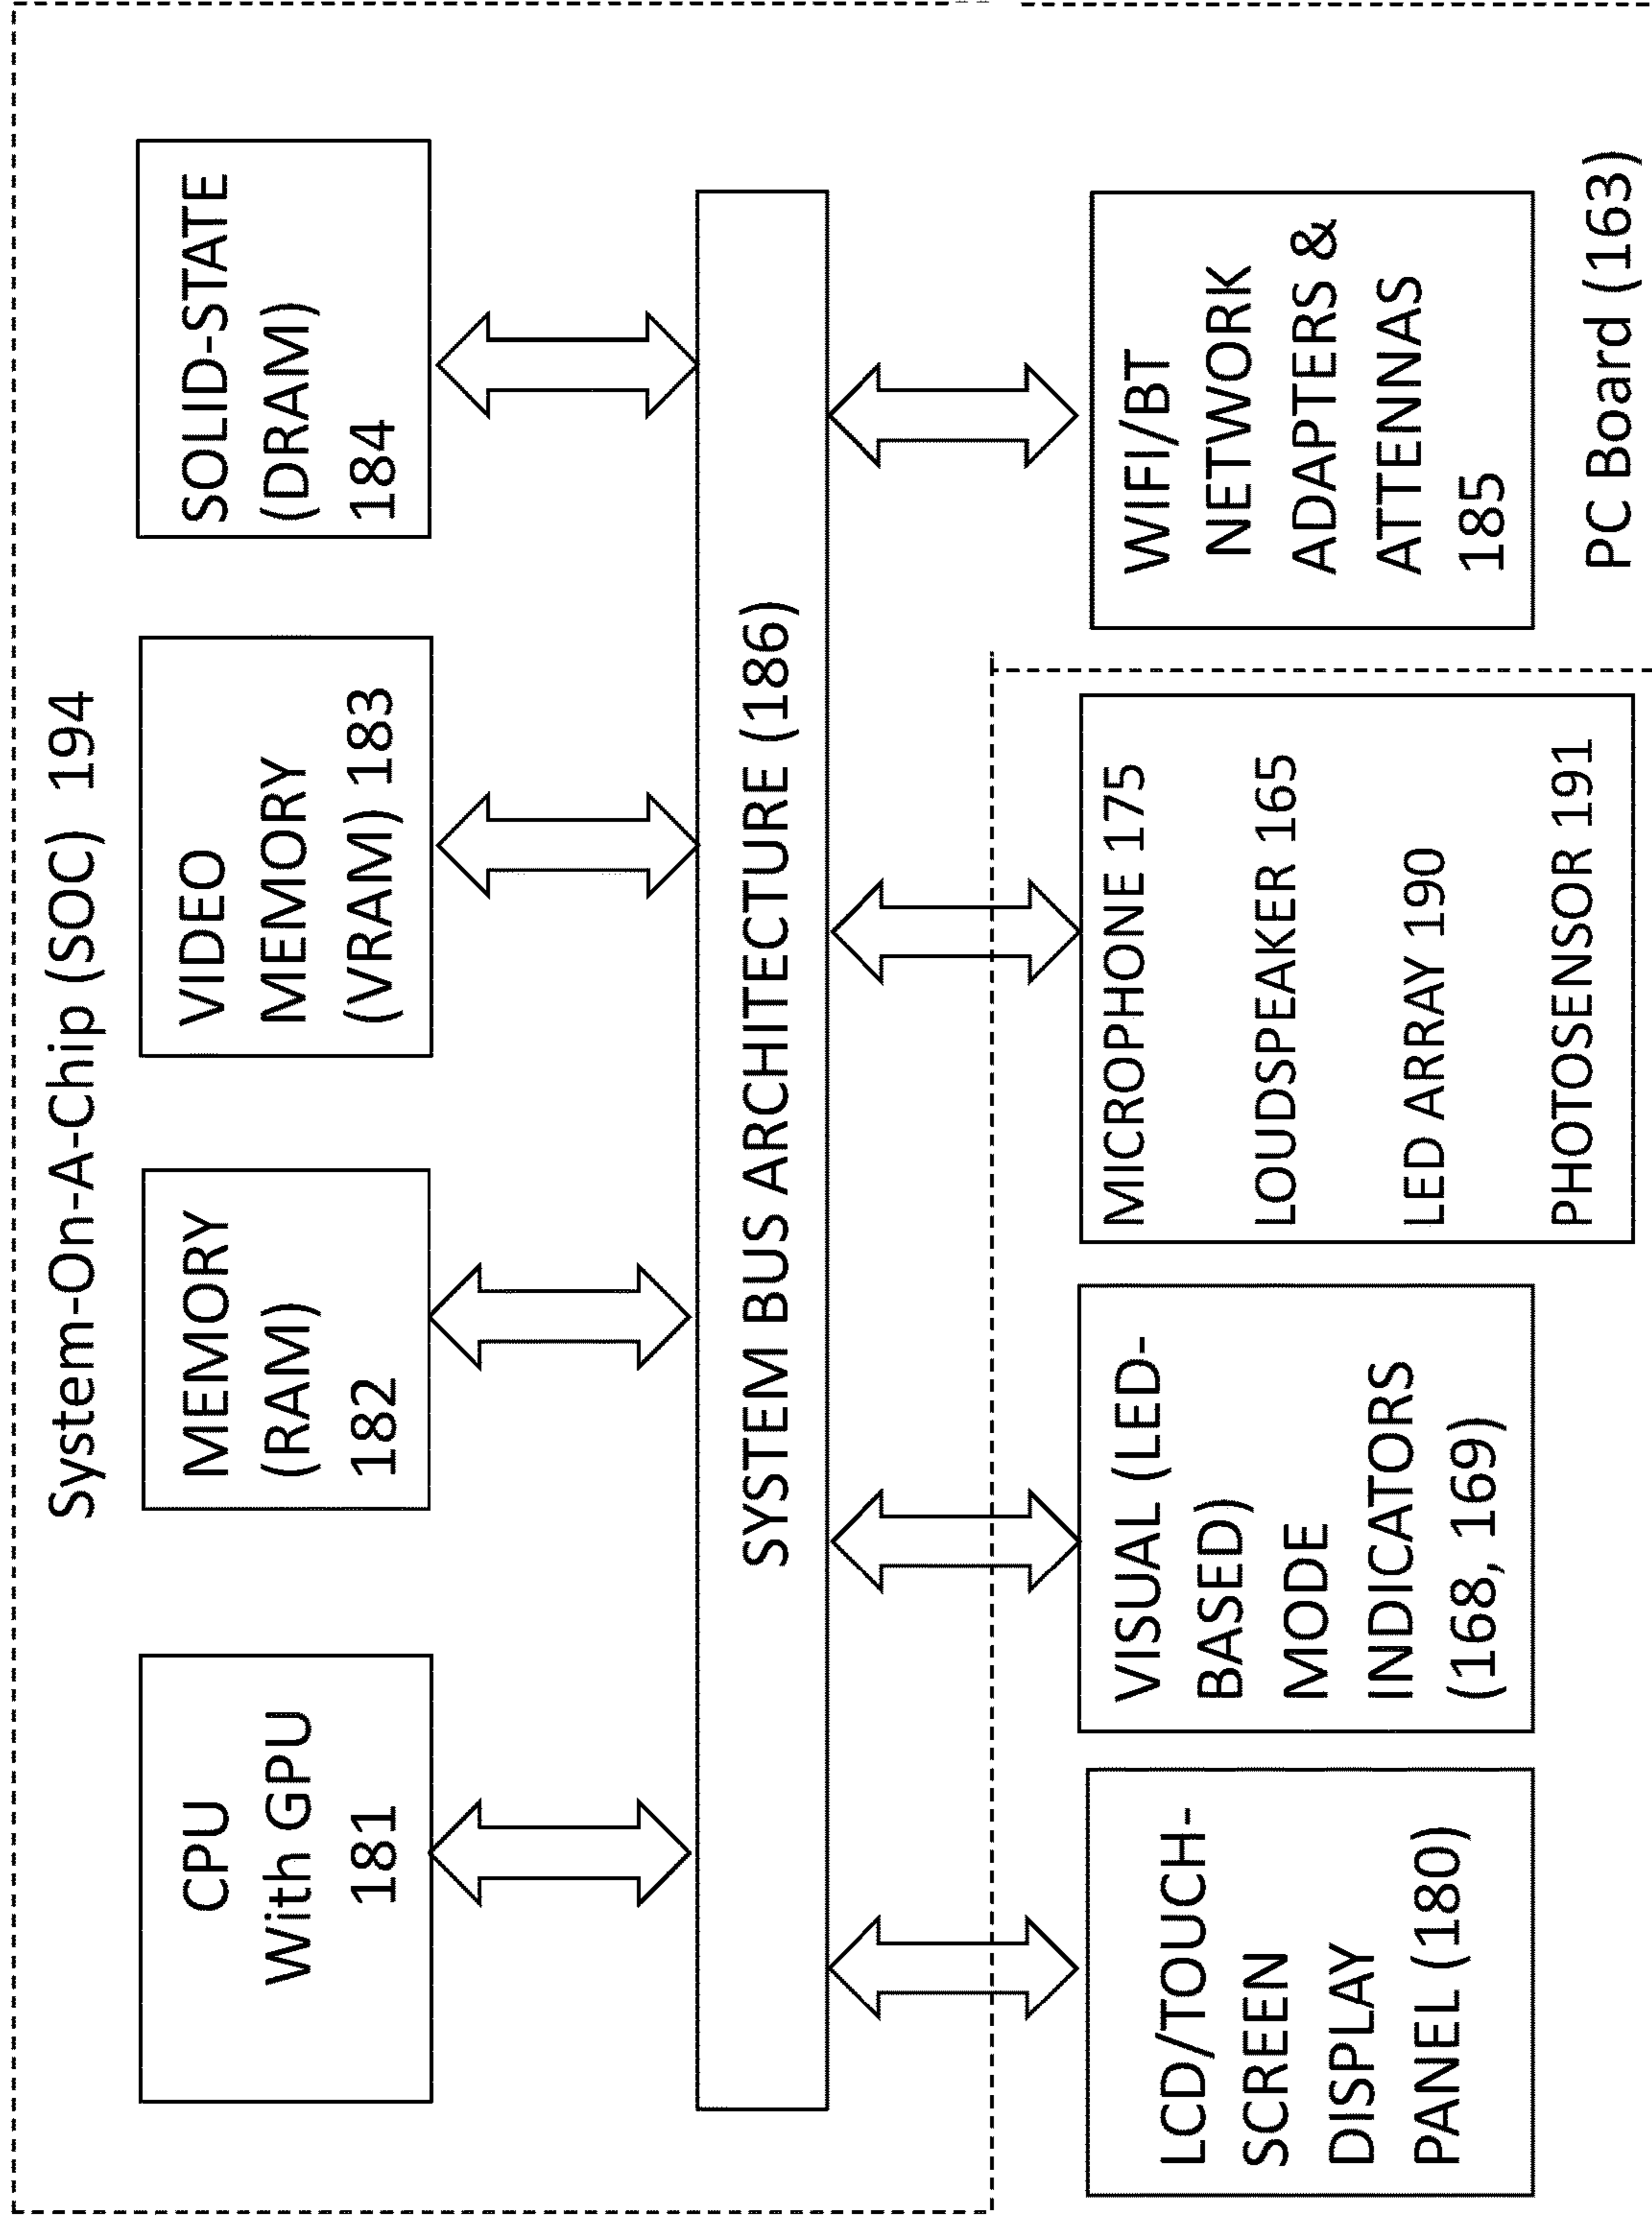 System-On-A-Chip (SOC) 194
CPU
With GPU
181
MEMORY
(RAM)
182
VIDEO
MEMORY
(VRAM) 183
SOLID-STATE
(DRAM)
184
SYSTEM BUS ARCHITECTURE (186)
LCD/TOUCH-
SCREEN
DISPLAY
PANEL (180)
VISUAL (LED-
BASED)
MODE
INDICATORS
(168, 169)
MICROPHONE 175
LOUDSPEAKER 165
LED ARRAY 190
PHOTOSENSOR 191
WIFI/BT
NETWORK
ADAPTERS &
ATTENNAS
185
PC Board (163)